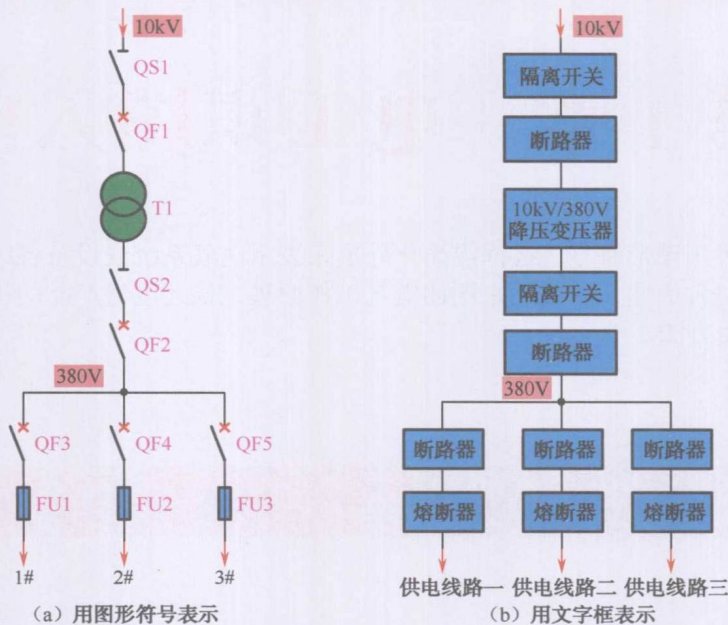 10kV
QS1
QF1
T1
QS2
QF2
380V
QF3
QF4
QF5
FU1
FU2
FU3
1#
2#
3#
（a）用图形符号表示
10kV
隔离开关
断路器
10kV/380V
降压变压器
隔离开关
断路器
380V
断路器
断路器
断路器
熔断器
熔断器
熔断器
供电线路一
供电线路二
供电线路三
（b）用文字框表示